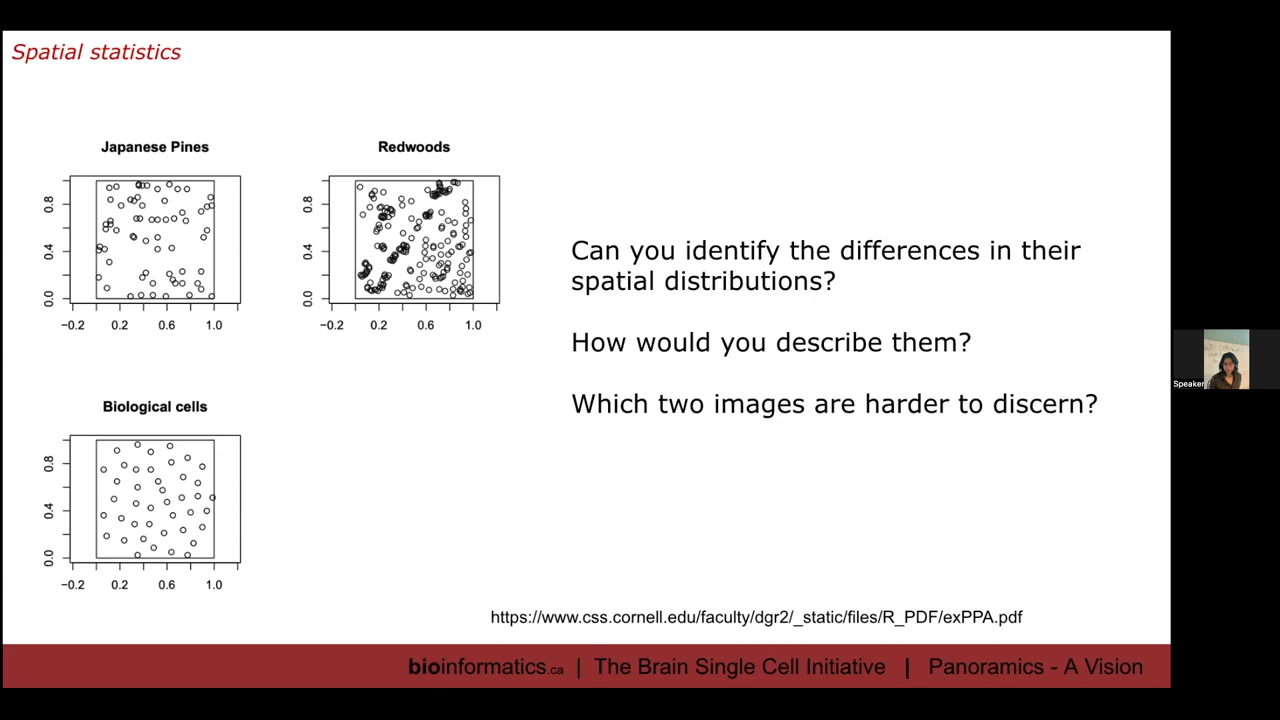 Spatial statistics
Japanese Pines
0.8
0.4
0.0
−0.2 0.2 0.6 1.0
Redwoods
0.8
0.4
0.0
−0.2 0.2 0.6 1.0
Can you identify the differences in their
spatial distributions?
How would you describe them?
Which two images are harder to discern?
Speaker
Biological cells
0.8
0.4
0.0
−0.2 0.2 0.6 1.0
https://www.css.cornell.edu/faculty/dgr2/_static/files/R_PDF/exPPA.pdf
bioinformatics.ca | The Brain Single Cell Initiative | Panoramics - A Vision